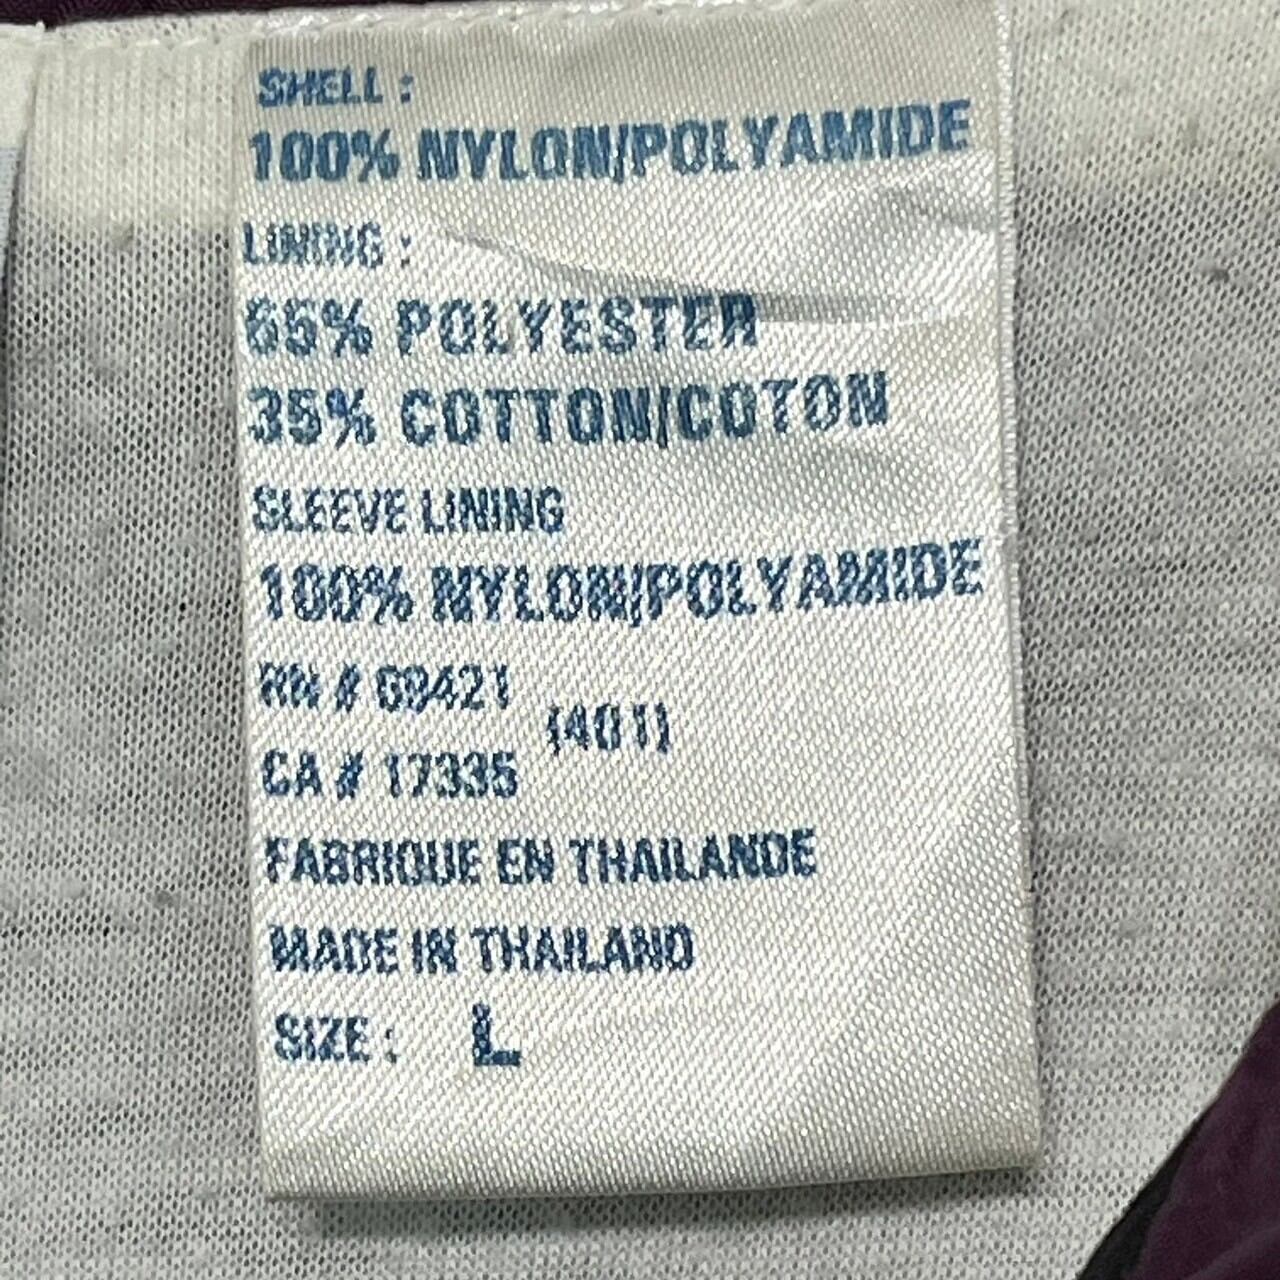 SHELL :
100% NYLON/POLYAMIDE
LINING :
65% POLYESTER
35% COTTON/COTON
SLEEVE LINING
100% NYLON/POLYAMIDE
RN # 69421
(401)
CA # 17335
FABRIQUE EN THAILANDE
MADE IN THAILAND
SIZE : L